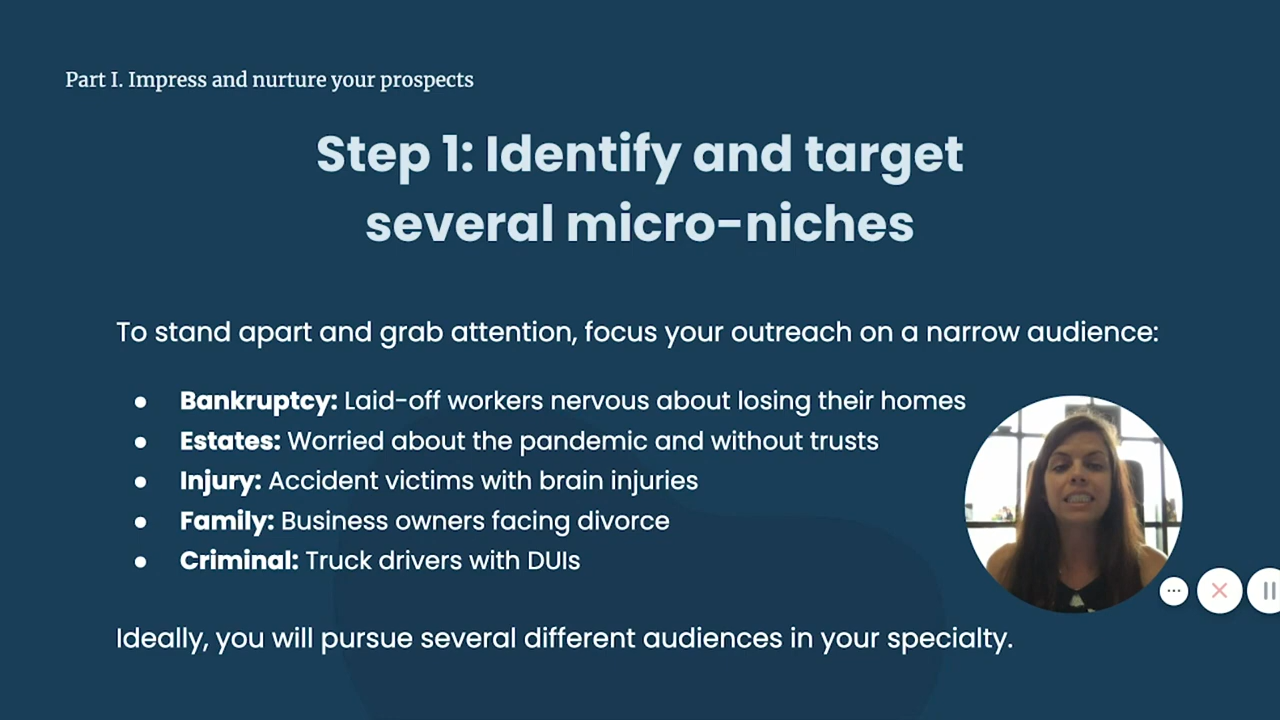 Part I. Impress and nurture your prospects
Step 1: Identify and target
several micro-niches
To stand apart and grab attention, focus your outreach on a narrow audience:
● Bankruptcy: Laid-off workers nervous about losing their homes
● Estates: Worried about the pandemic and without trusts
● Injury: Accident victims with brain injuries
● Family: Business owners facing divorce
● Criminal: Truck drivers with DUIs
Ideally, you will pursue several different audiences in your specialty.